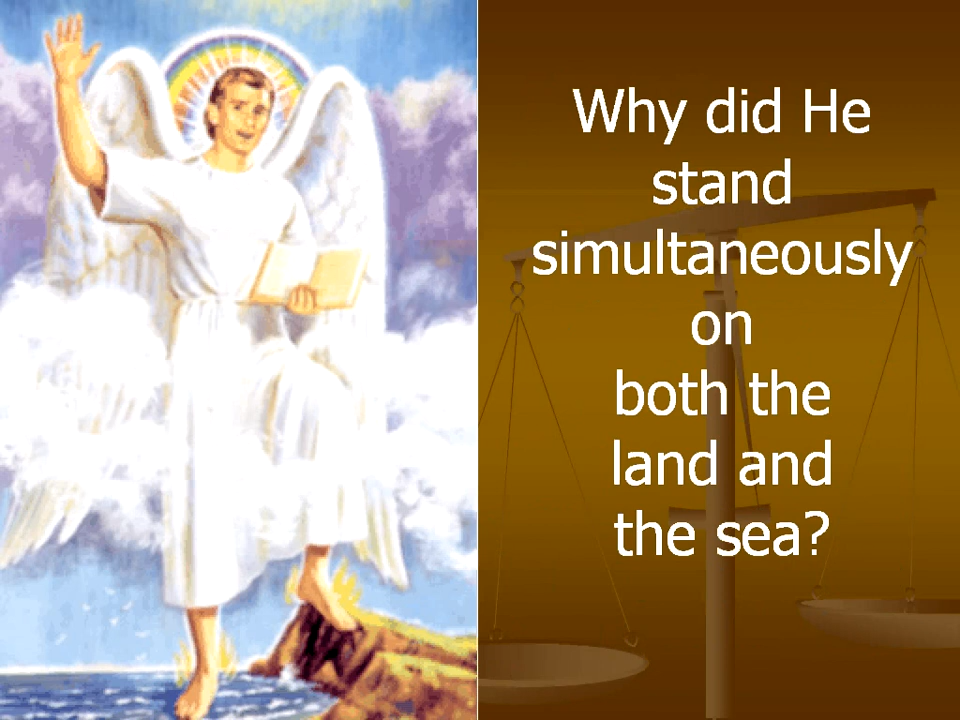 Why did He
stand
simultaneously
on
both the
land and
the sea?